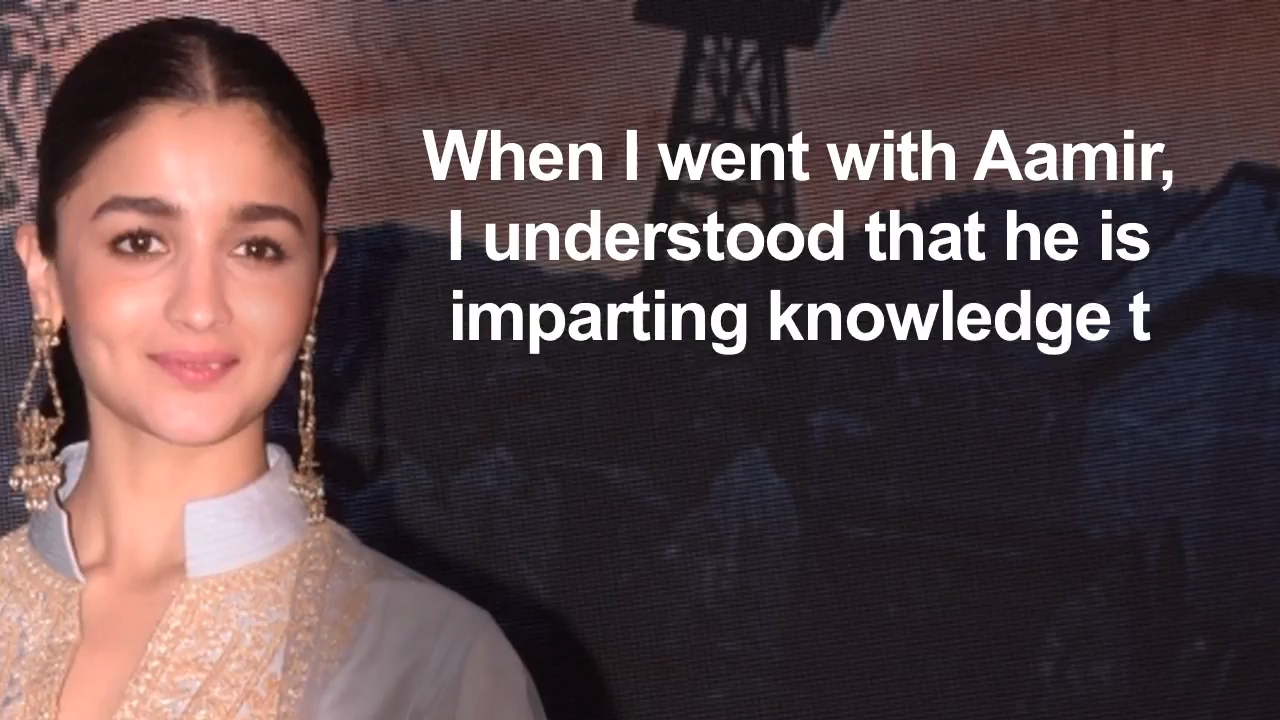 When I went with Aamir,
I understood that he is
imparting knowledge t